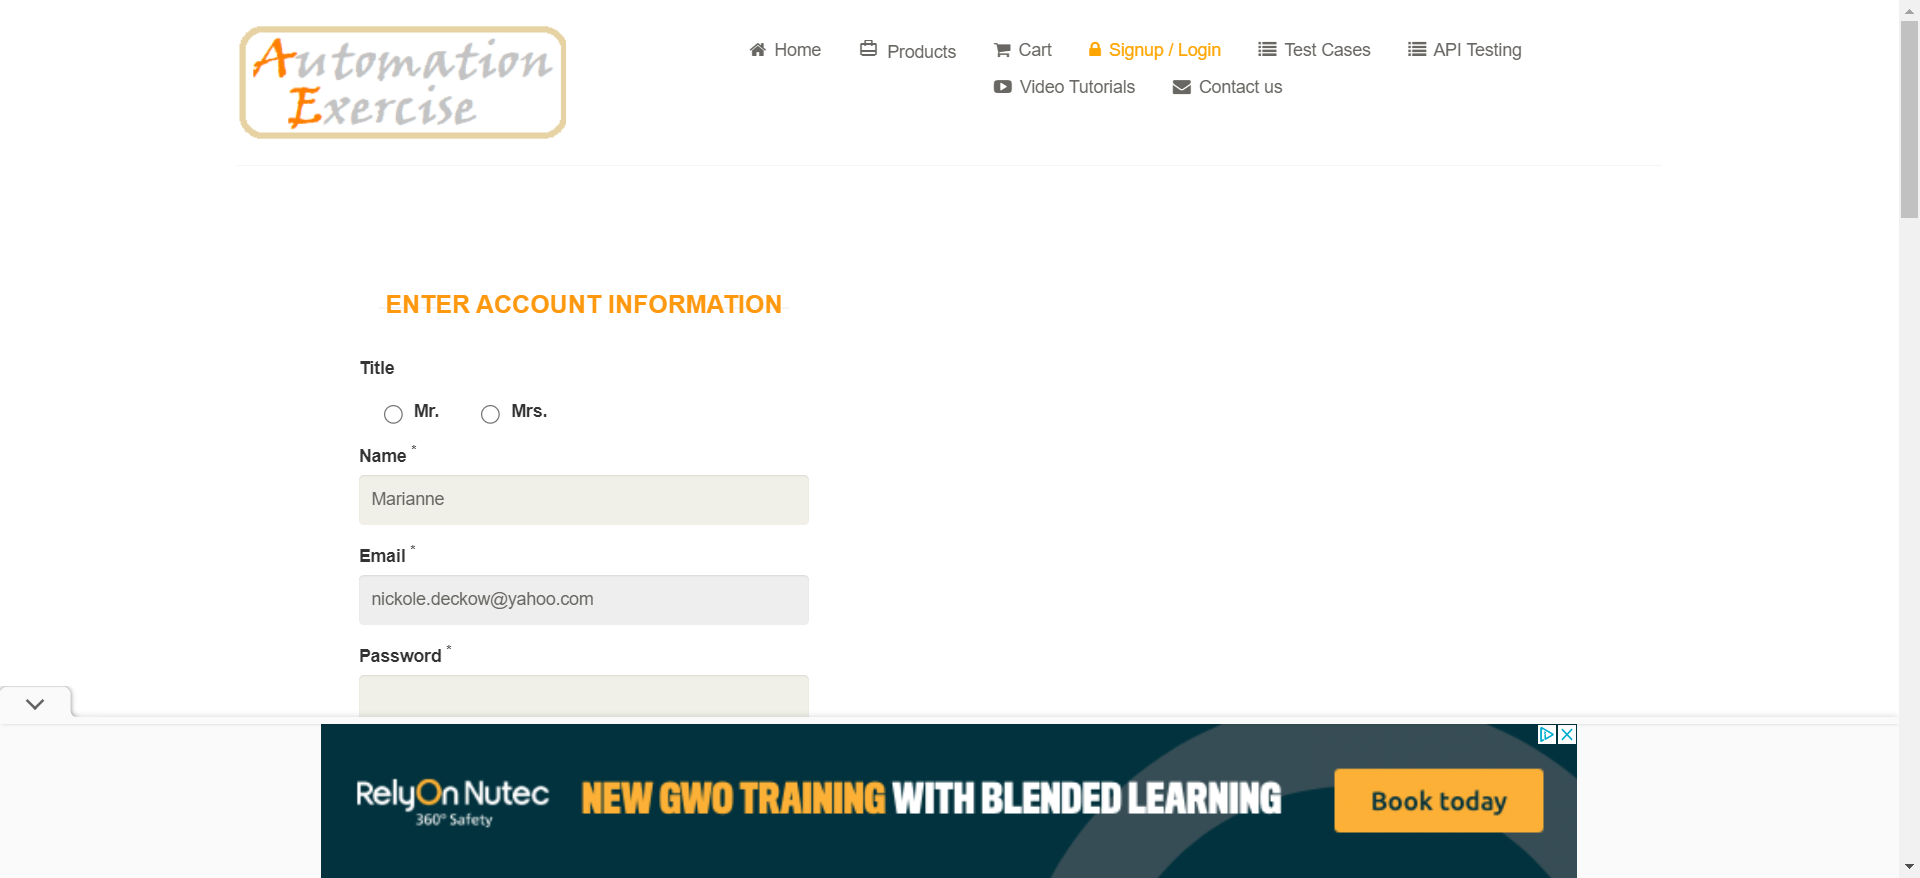 Automation
Exercise
Home
Products
Cart
Signup / Login
Test Cases
API Testing
Video Tutorials
Contact us
ENTER ACCOUNT INFORMATION
Title
Mr.
Mrs.
Name *
Marianne
Email *
nickole.deckow@yahoo.com
Password *
RelyOn Nutec
360° Safety
NEW GWO TRAINING WITH BLENDED LEARNING
Book today